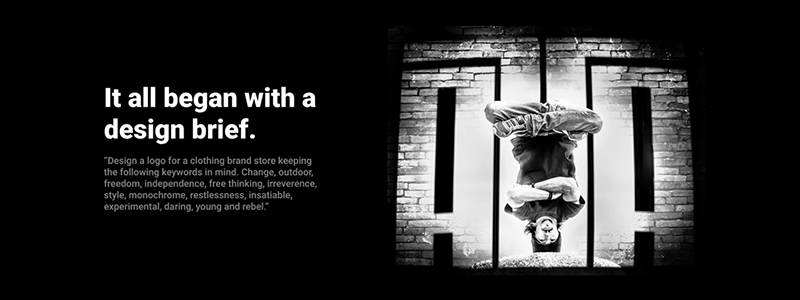 It all began with a
design brief.
“Design a logo for a clothing brand store keeping
the following keywords in mind. Change, outdoor,
freedom, independence, free thinking, irreverence,
style, monochrome, restlessness, insatiable,
experimental, daring, young and rebel.”